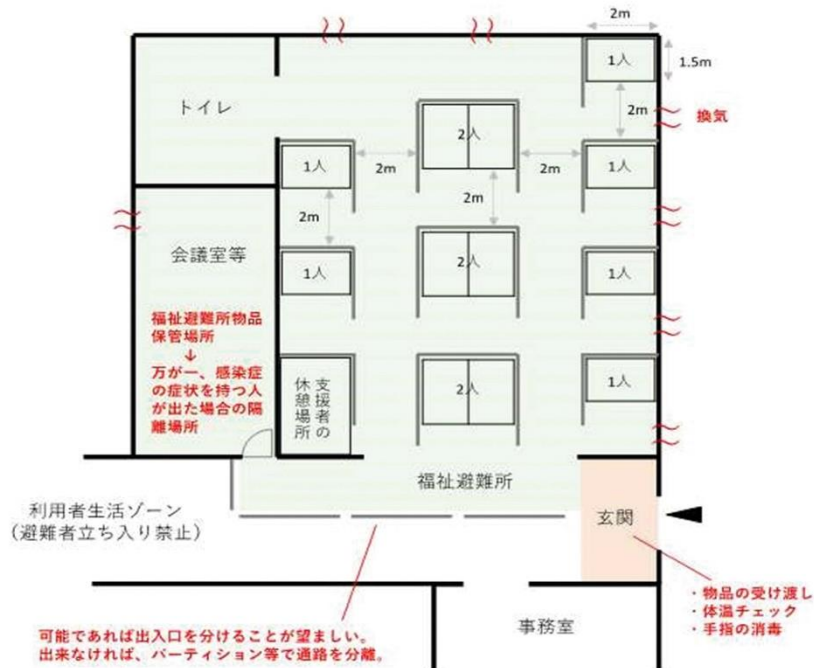 2m
1人
1.5m
トイレ
2m
換気
2人
1人
2m
2m
1人
2m
2m
会議室等
2人
1人
1人
福祉避難所物品
保管場所
↓
万が一、感染症
の症状を持つ人
が出た場合の隔
離場所
支援者の
休憩場所
2人
1人
福祉避難所
利用者生活ゾーン
(避難者立ち入り禁止)
玄関
・物品の受け渡し
・体温チェック
・手指の消毒
事務室
可能であれば出入口を分けることが望ましい。
出来なければ、パーティション等で通路を分離。